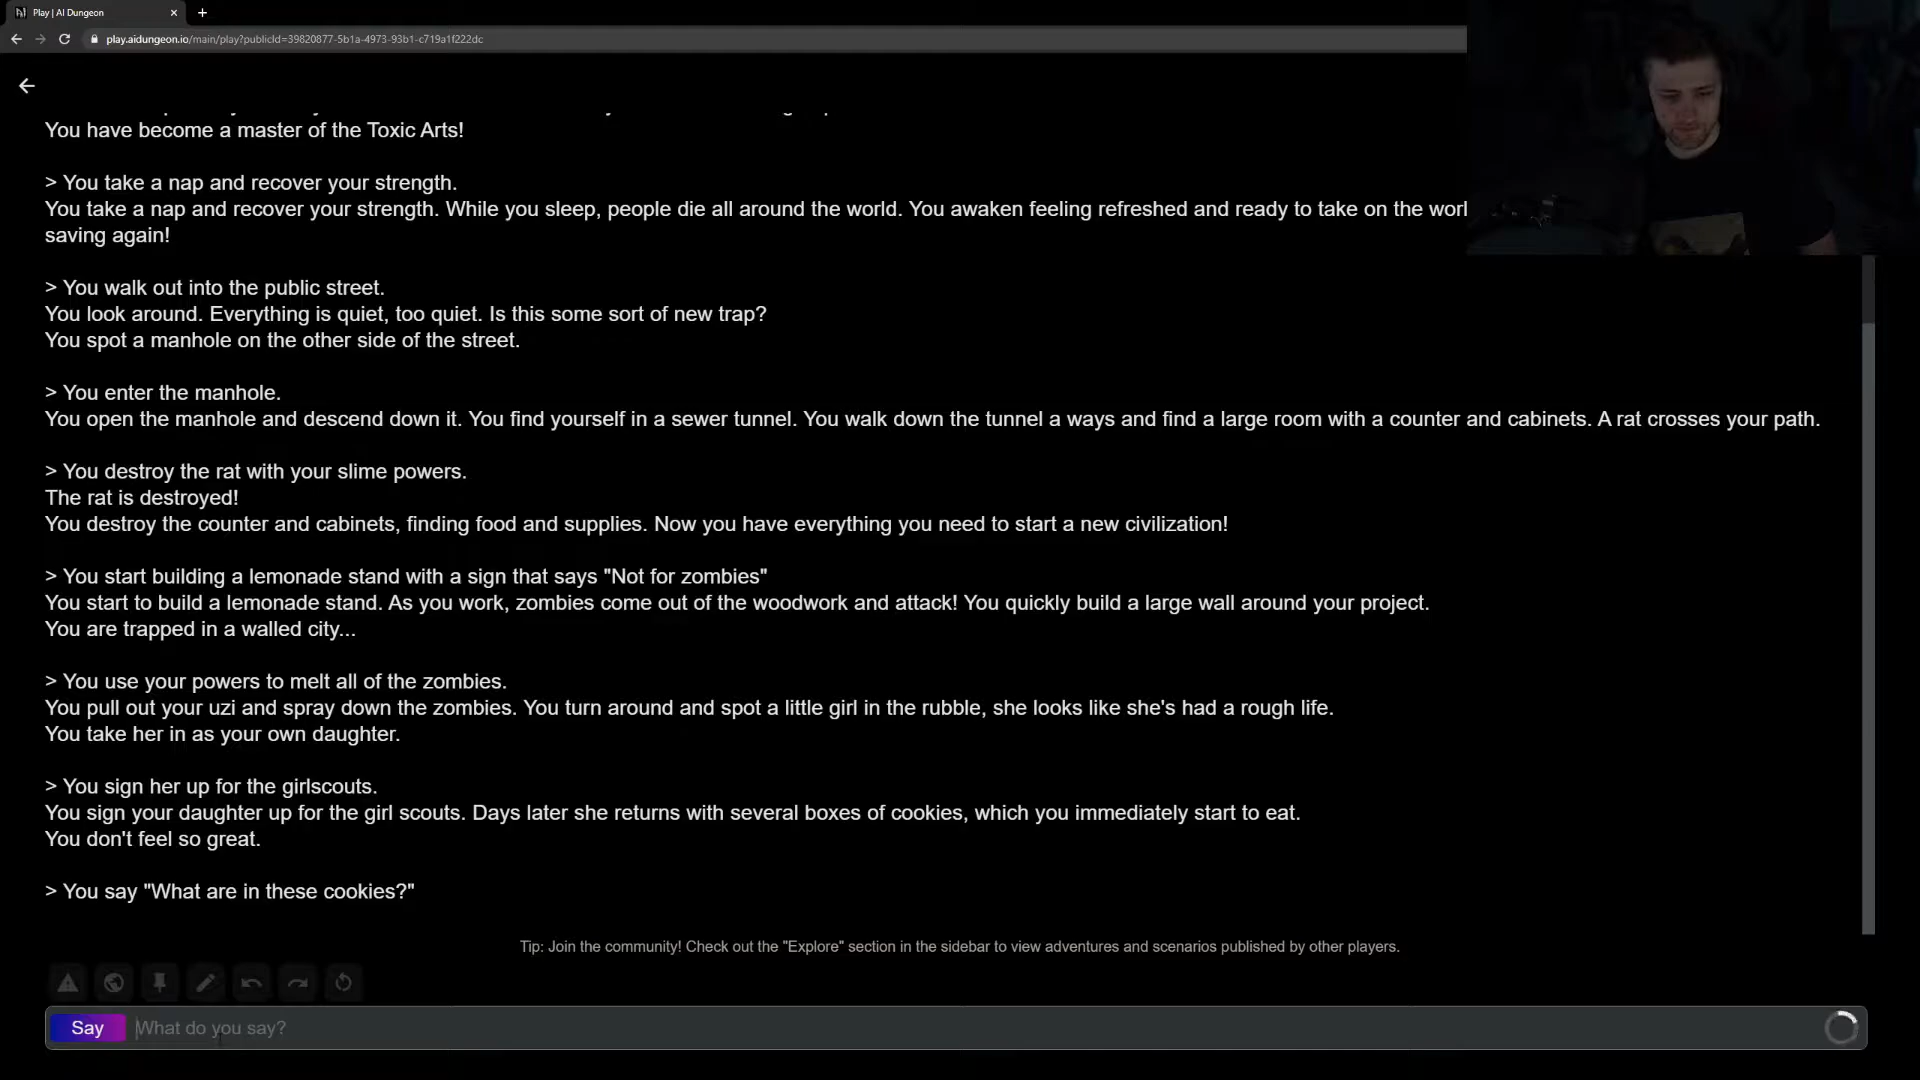 Play | AI Dungeon
play.aidungeon.io/main/play?publicId=39820877-5b1a-4973-93b1-c719a1f222dc
You have become a master of the Toxic Arts!
> You take a nap and recover your strength.
You take a nap and recover your strength. While you sleep, people die all around the world. You awaken feeling refreshed and ready to take on the worl
saving again!
> You walk out into the public street.
You look around. Everything is quiet, too quiet. Is this some sort of new trap?
You spot a manhole on the other side of the street.
> You enter the manhole.
You open the manhole and descend down it. You find yourself in a sewer tunnel. You walk down the tunnel a ways and find a large room with a counter and cabinets. A rat crosses your path.
> You destroy the rat with your slime powers.
The rat is destroyed!
You destroy the counter and cabinets, finding food and supplies. Now you have everything you need to start a new civilization!
> You start building a lemonade stand with a sign that says "Not for zombies"
You start to build a lemonade stand. As you work, zombies come out of the woodwork and attack! You quickly build a large wall around your project.
You are trapped in a walled city...
> You use your powers to melt all of the zombies.
You pull out your uzi and spray down the zombies. You turn around and spot a little girl in the rubble, she looks like she's had a rough life.
You take her in as your own daughter.
> You sign her up for the girlscouts.
You sign your daughter up for the girl scouts. Days later she returns with several boxes of cookies, which you immediately start to eat.
You don't feel so great.
> You say "What are in these cookies?"
Tip: Join the community! Check out the "Explore" section in the sidebar to view adventures and scenarios published by other players.
Say What do you say?